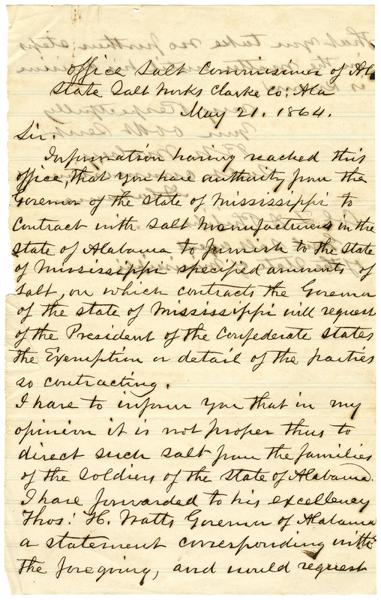 Office Salt Commissioner of Al
State Salt Works Clarke Co; Ala
May 21. 1864.
Sir.
Information having reached this
office, that you have authority from the
Governor of the State of Mississippi to
Contract with Salt Manufacturers in the
State of Alabama to furnish to the State
of Mississippi specified amounts of
Salt, on which contracts the Governor
of the state of Mississippi will request
of the President of the Confederate States
the Exemption or detail of the parties
so contracting.
I have to inform you that in my
opinion it is not proper thus to
direct such salt from the families
of the Soldiers of the State of Alabama.
I have forwarded to his excellency
Thos: H. Watts Governor of Alabama
a statement corresponding with
the foregoing, and would request